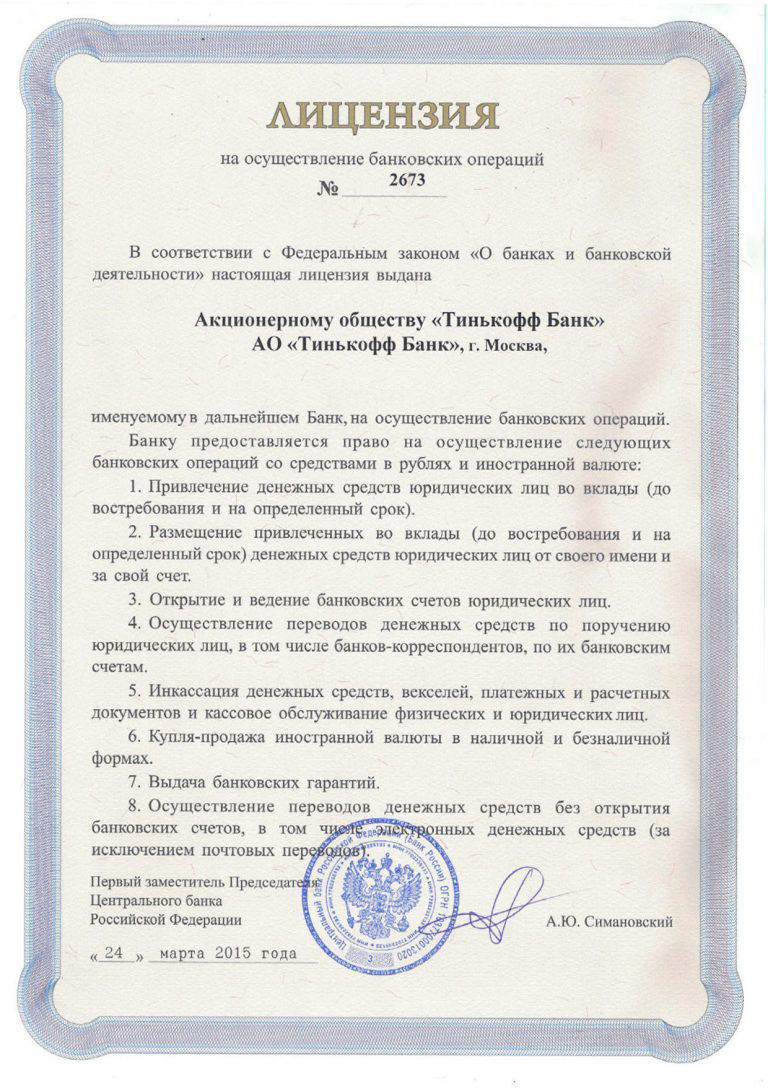 ЛИЦЕНЗИЯ
на осуществление банковских операций
№ 2673
В соответствии с Федеральным законом «О банках и банковской
деятельности» настоящая лицензия выдана
Акционерному обществу «Тинькофф Банк»
АО «Тинькофф Банк», г. Москва,
именуемому в дальнейшем Банк, на осуществление банковских операций.
Банку предоставляется право на осуществление следующих
банковских операций со средствами в рублях и иностранной валюте:
1. Привлечение денежных средств юридических лиц во вклады (до
востребования и на определенный срок).
2. Размещение привлеченных во вклады (до востребования и на
определенный срок) денежных средств юридических лиц от своего имени и
за свой счет.
3. Открытие и ведение банковских счетов юридических лиц.
4. Осуществление переводов денежных средств по поручению
юридических лиц, в том числе банков-корреспондентов, по их банковским
счетам.
5. Инкассация денежных средств, векселей, платежных и расчетных
документов и кассовое обслуживание физических и юридических лиц.
6. Купля-продажа иностранной валюты в наличной и безналичной
формах.
7. Выдача банковских гарантий.
8. Осуществление переводов денежных средств без открытия
банковских счетов, в том числе электронных денежных средств (за
исключением почтовых переводов).
Первый заместитель Председателя
Центрального банка
Российской Федерации
А.Ю. Симановский
« 24 » марта 2015 года
Центральный банк Российской Федерации (Банк России)
3